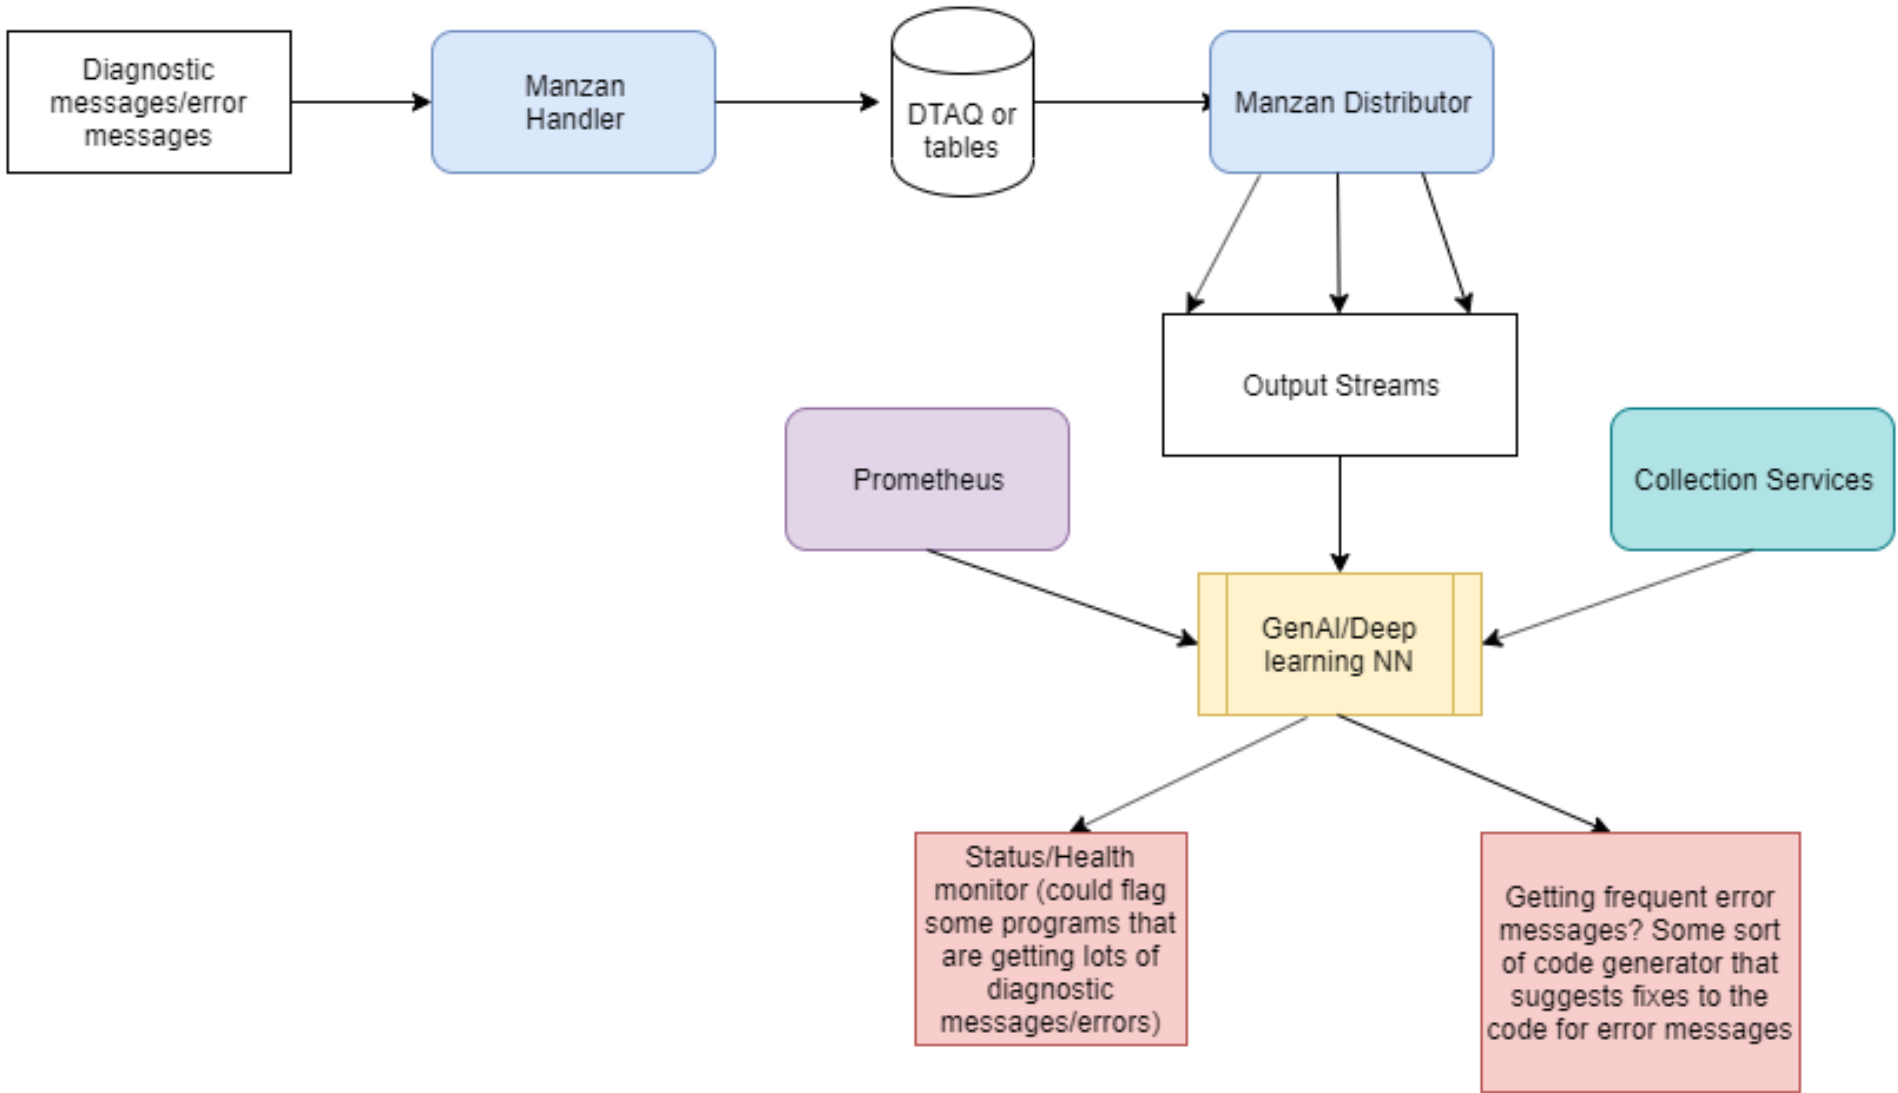 Diagnostic
messages/error
messages
Manzan
Handler
DTAQ or
tables
Manzan Distributor
Output Streams
Prometheus
Collection Services
GenAI/Deep
learning NN
Status/Health
monitor (could flag
some programs that
are getting lots of
diagnostic
messages/errors)
Getting frequent error
messages? Some sort
of code generator that
suggests fixes to the
code for error messages